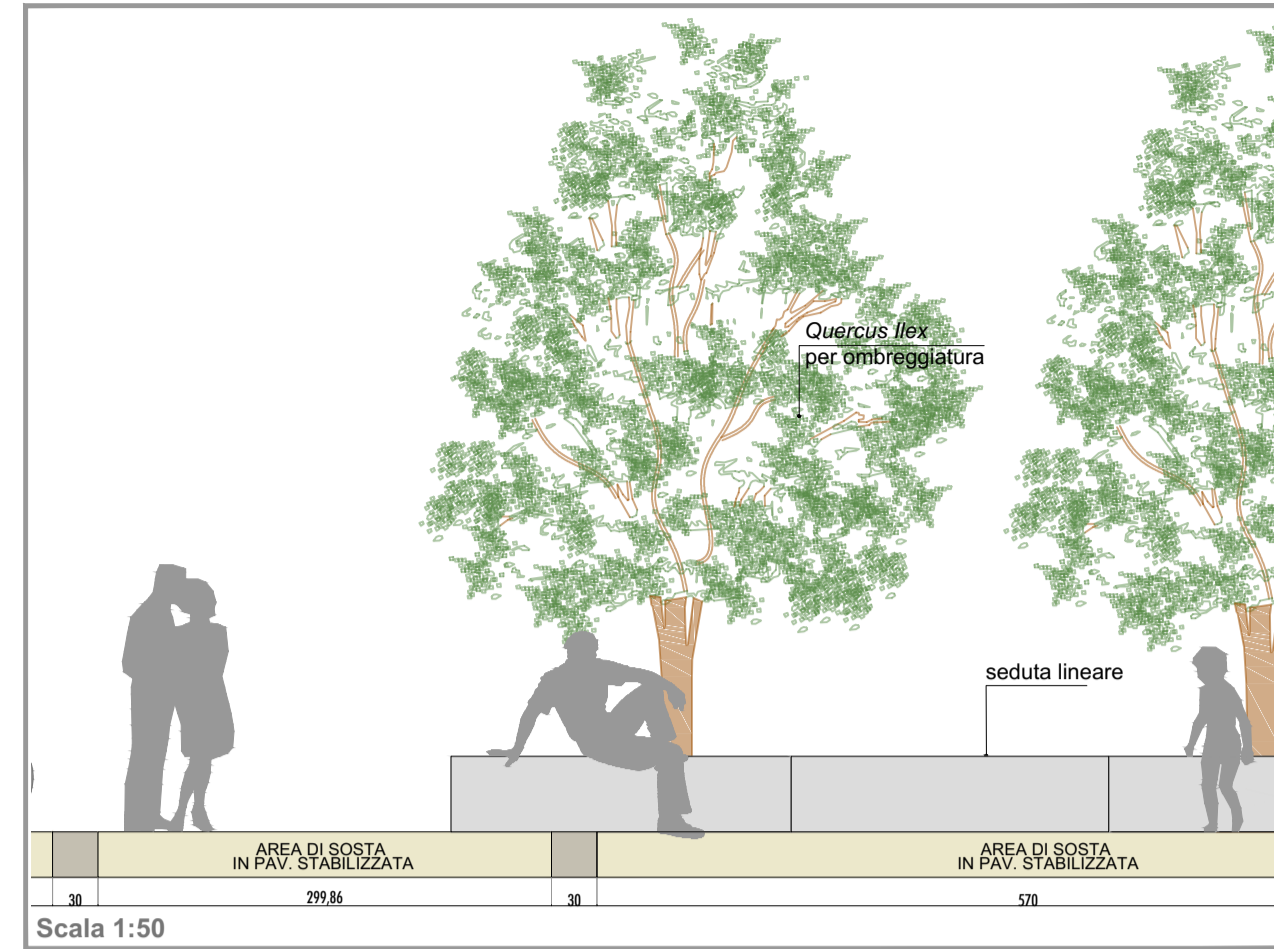 Quercus Ilex
per ombreggiatura
seduta lineare
AREA DI SOSTA
IN PAV. STABILIZZATA
AREA DI SOSTA
IN PAV. STABILIZZATA
30
299,86
30
570
Scala 1:50